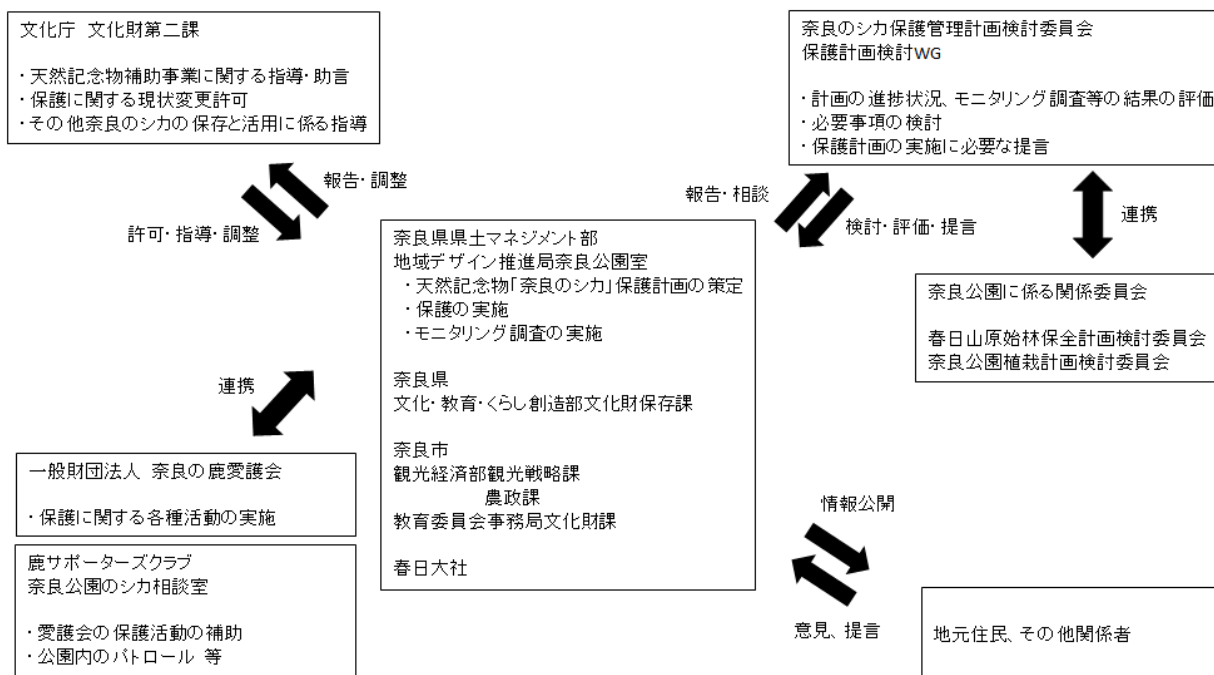 文化庁 文化財第二課
・天然記念物補助事業に関する指導・助言
・保護に関する現状変更許可
・その他奈良のシカの保存と活用に係る指導
奈良のシカ保護管理計画検討委員会
保護計画検討WG
・計画の進捗状況、モニタリング調査等の結果の評価
・必要事項の検討
・保護計画の実施に必要な提言
報告・調整
許可・指導・調整
報告・相談
検討・評価・提言
連携
奈良県県土マネジメント部
地域デザイン推進局奈良公園室
・天然記念物「奈良のシカ」保護計画の策定
・保護の実施
・モニタリング調査の実施
奈良県
文化・教育・くらし創造部文化財保存課
奈良市
観光経済部観光戦略課
農政課
教育委員会事務局文化財課
春日大社
奈良公園に係る関係委員会
春日山原始林保全計画検討委員会
奈良公園植栽計画検討委員会
連携
一般財団法人 奈良の鹿愛護会
・保護に関する各種活動の実施
鹿サポーターズクラブ
奈良公園のシカ相談室
・愛護会の保護活動の補助
・公園内のパトロール 等
情報公開
意見、提言
地元住民、その他関係者